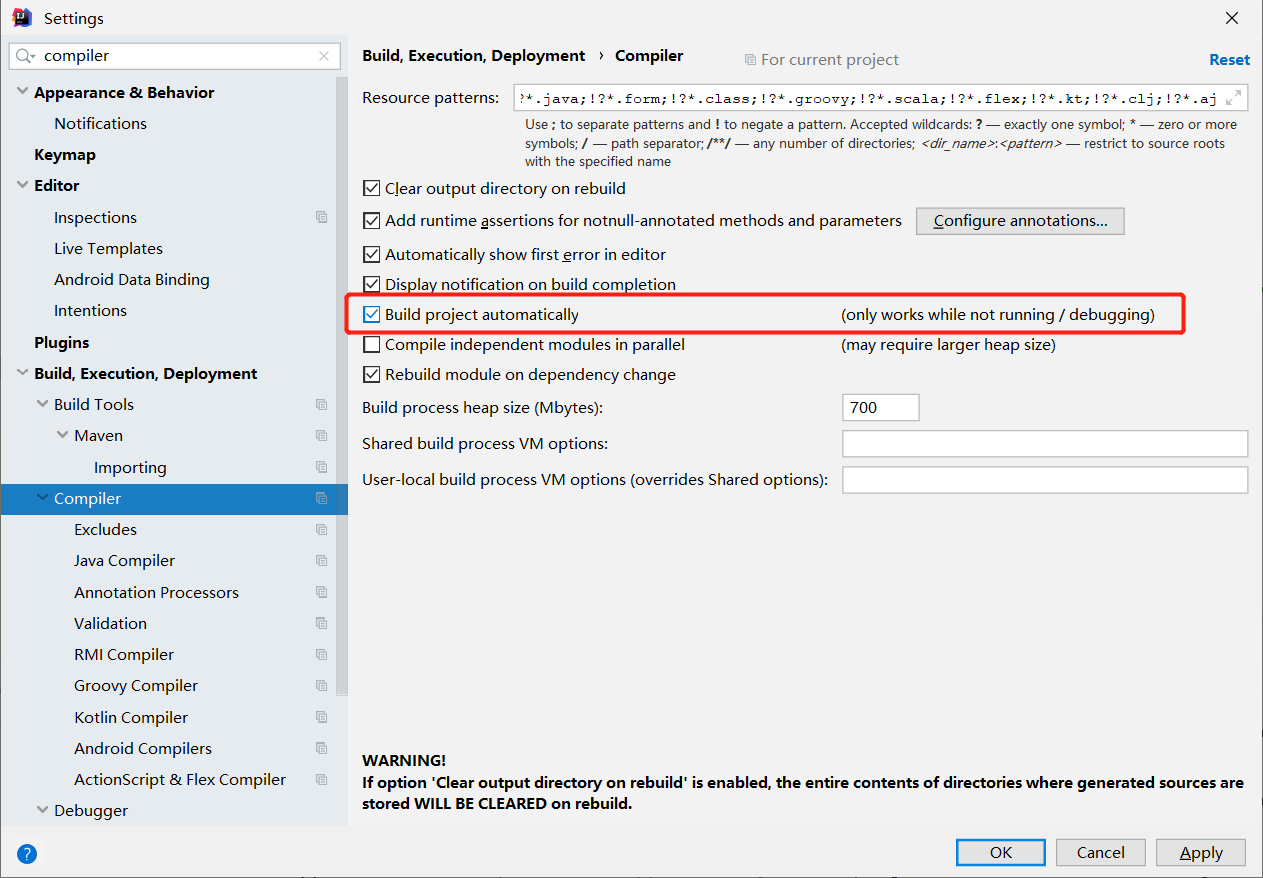 Settings
compiler
Appearance & Behavior
Notifications
Keymap
Editor
Inspections
Live Templates
Android Data Binding
Intentions
Plugins
Build, Execution, Deployment
Build Tools
Maven
Importing
Compiler
Excludes
Java Compiler
Annotation Processors
Validation
RMI Compiler
Groovy Compiler
Kotlin Compiler
Android Compilers
ActionScript & Flex Compiler
Debugger
Build, Execution, Deployment › Compiler
For current project
Reset
Resource patterns: ?*.java;!?*.form;!?*.class;!?*.groovy;!?*.scala;!?*.flex;!?*.kt;!?*.clj;!?*.aj
Use ; to separate patterns and ! to negate a pattern. Accepted wildcards: ? — exactly one symbol; * — zero or more
symbols; / — path separator; /**/ — any number of directories; <dir_name>:<pattern> — restrict to source roots
with the specified name
Clear output directory on rebuild
Add runtime assertions for notnull-annotated methods and parameters
Configure annotations...
Automatically show first error in editor
Display notification on build completion
Build project automatically (only works while not running / debugging)
Compile independent modules in parallel (may require larger heap size)
Rebuild module on dependency change
Build process heap size (Mbytes): 700
Shared build process VM options:
User-local build process VM options (overrides Shared options):
WARNING!
If option 'Clear output directory on rebuild' is enabled, the entire contents of directories where generated sources are
stored WILL BE CLEARED on rebuild.
?
OK
Cancel
Apply